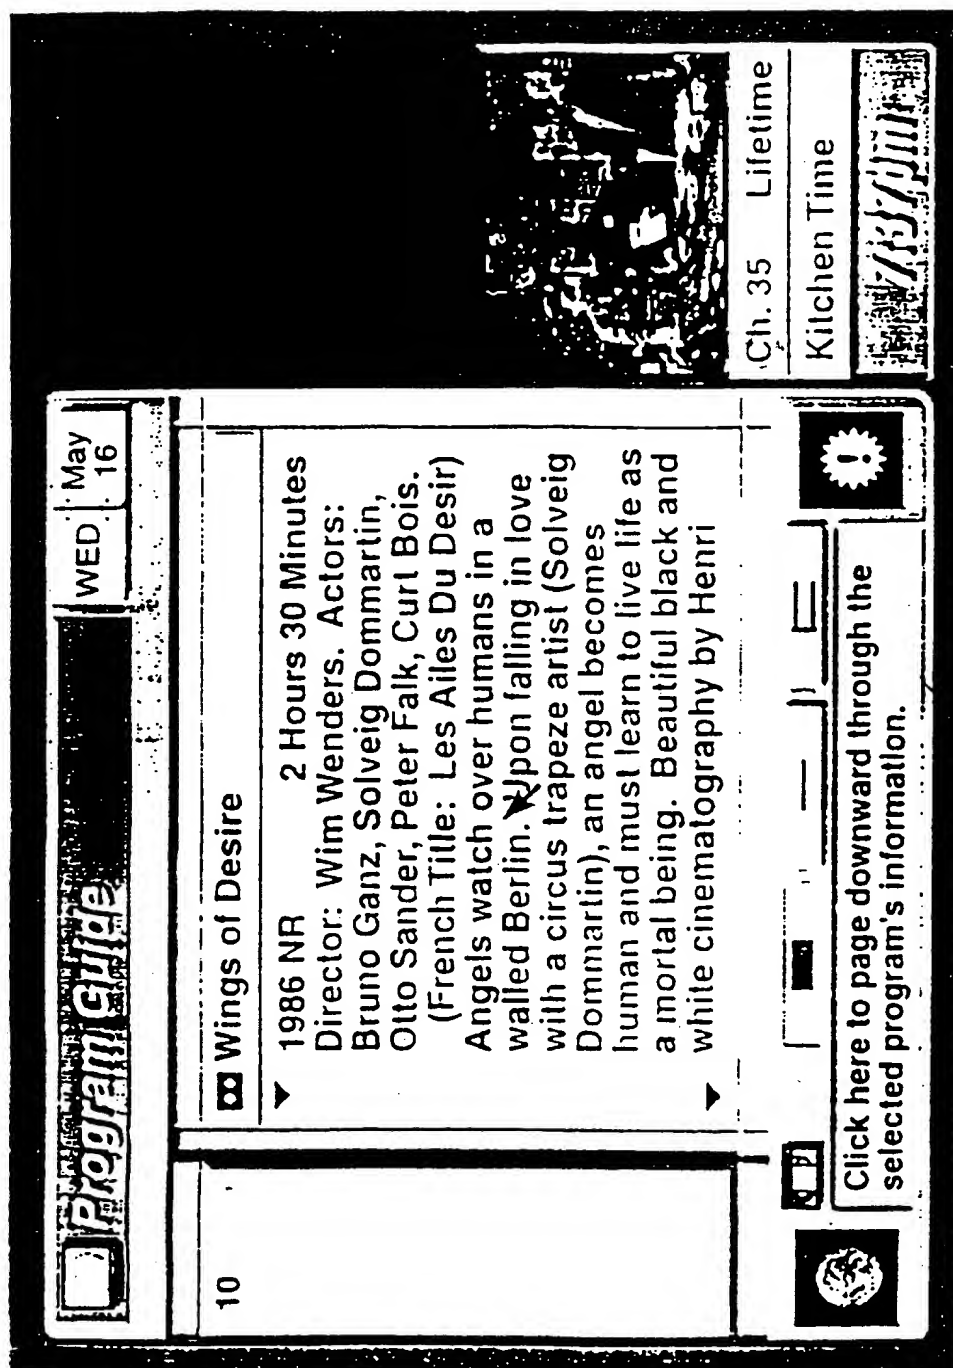 Program Guide
WED May
16
10
Wings of Desire
1986 NR 2 Hours 30 Minutes
Director: Wim Wenders. Actors:
Bruno Ganz, Solveig Dommartin,
Otto Sander, Peter Falk, Curt Bois.
(French Title: Les Ailes Du Desir)
Angels watch over humans in a
walled Berlin. Upon falling in love
with a circus trapeze artist (Solveig
Dommartin), an angel becomes
human and must learn to live life as
a mortal being. Beautiful black and
white cinematography by Henri
Click here to page downward through the
selected program's information.
!
Ch. 35 Lifetime
Kitchen Time